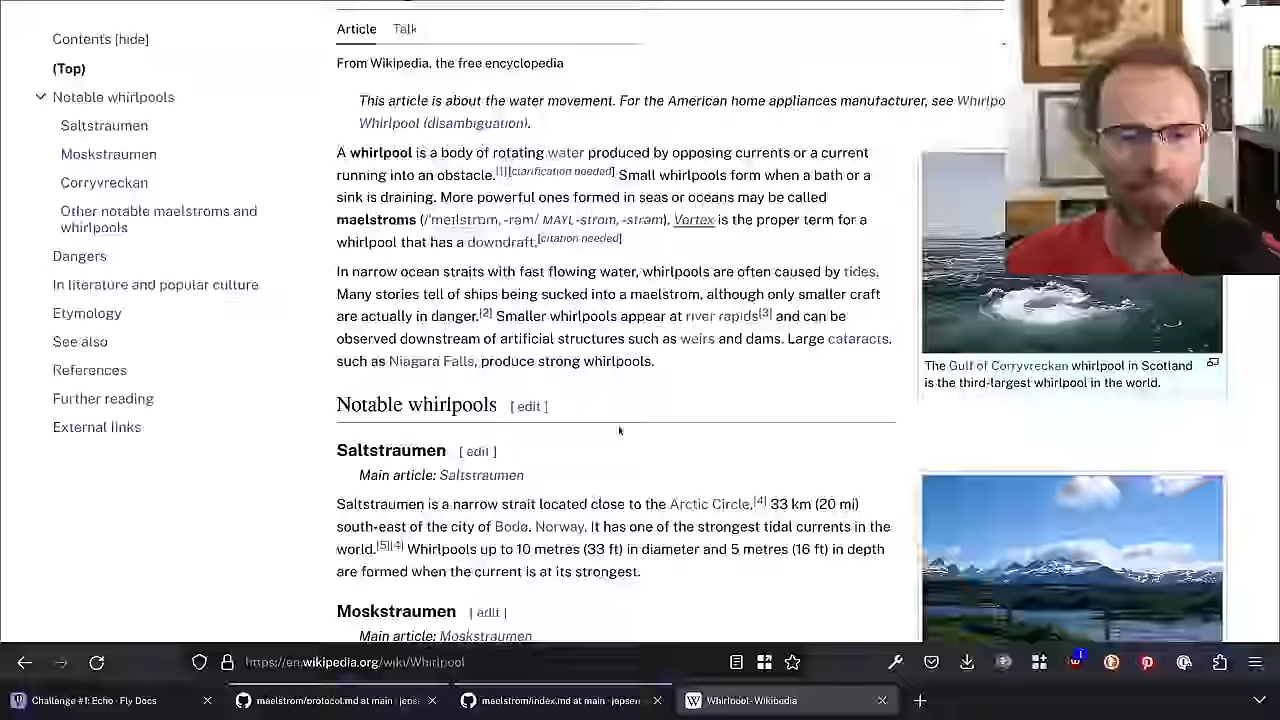 Contents [hide]
(Top)
Notable whirlpools
Saltstraumen
Moskstraumen
Corryvreckan
Other notable maelstroms and
whirlpools
Dangers
In literature and popular culture
Etymology
See also
References
Further reading
External links
Article Talk
From Wikipedia, the free encyclopedia
This article is about the water movement. For the American home appliances manufacturer, see Whirlpo
Whirlpool (disambiguation).
A whirlpool is a body of rotating water produced by opposing currents or a current
running into an obstacle.[1][clarification needed] Small whirlpools form when a bath or a
sink is draining. More powerful ones formed in seas or oceans may be called
maelstroms (/ˈmeɪlstrɒm, -rəm/ MAYL-strom, -strəm). Vortex is the proper term for a
whirlpool that has a downdraft.[citation needed]
In narrow ocean straits with fast flowing water, whirlpools are often caused by tides.
Many stories tell of ships being sucked into a maelstrom, although only smaller craft
are actually in danger.[2] Smaller whirlpools appear at river rapids[3] and can be
observed downstream of artificial structures such as weirs and dams. Large cataracts,
such as Niagara Falls, produce strong whirlpools.
The Gulf of Corryvreckan whirlpool in Scotland
is the third-largest whirlpool in the world.
Notable whirlpools [ edit ]
Saltstraumen [ edit ]
Main article: Saltstraumen
Saltstraumen is a narrow strait located close to the Arctic Circle,[4] 33 km (20 mi)
south-east of the city of Bodø, Norway. It has one of the strongest tidal currents in the
world.[5][4] Whirlpools up to 10 metres (33 ft) in diameter and 5 metres (16 ft) in depth
are formed when the current is at its strongest.
Moskstraumen [ edit ]
Main article: Moskstraumen
https://en.wikipedia.org/wiki/Whirlpool
1
Challenge #1: Echo · Fly Docs
maelstrom/protocol.md at main · jeps
maelstrom/index.md at main · jepsen
Whirlpool - Wikipedia